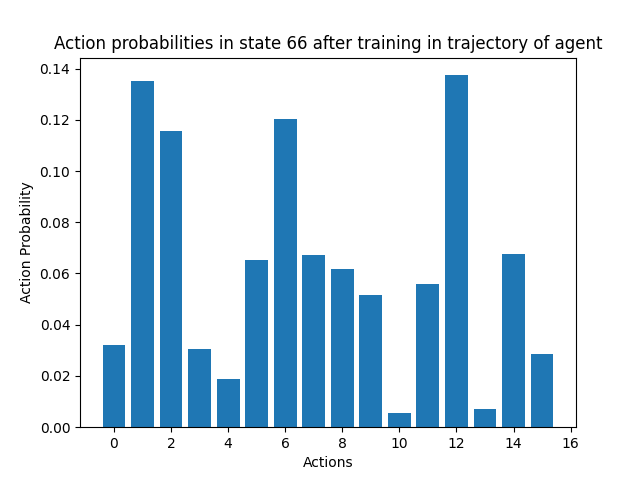 Action probabilities in state 66 after training in trajectory of agent
0.14
0.12
0.10
0.08
0.06
0.04
0.02
0.00
Action Probability
0 2 4 6 8 10 12 14 16
Actions